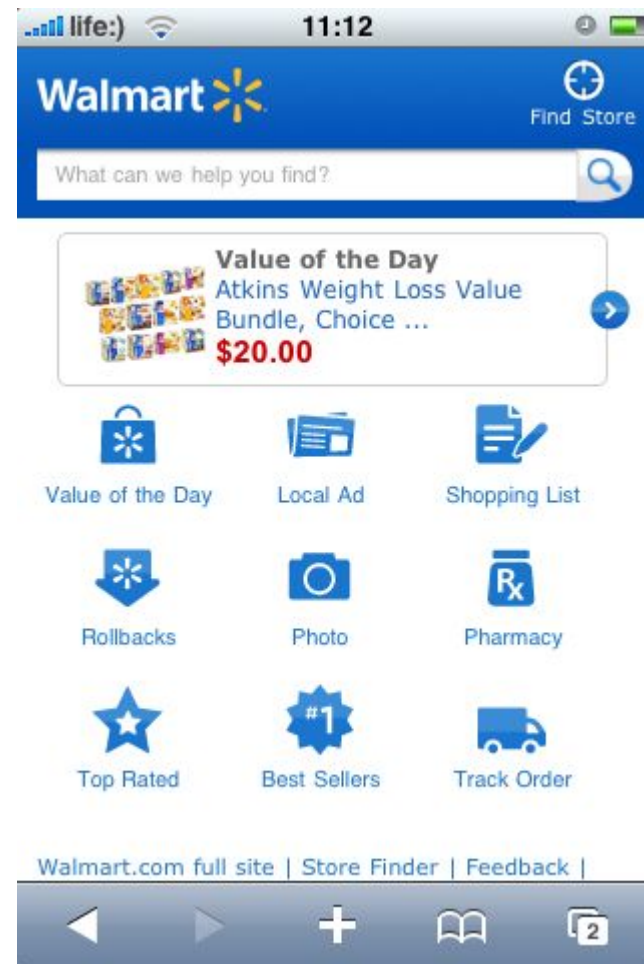 life:) 11:12
Walmart
Find Store
What can we help you find?
Value of the Day
Atkins Weight Loss Value
Bundle, Choice ...
$20.00
Value of the Day Local Ad Shopping List
Rollbacks Photo Pharmacy
Rx
#1
Top Rated Best Sellers Track Order
Walmart.com full site | Store Finder | Feedback |
2